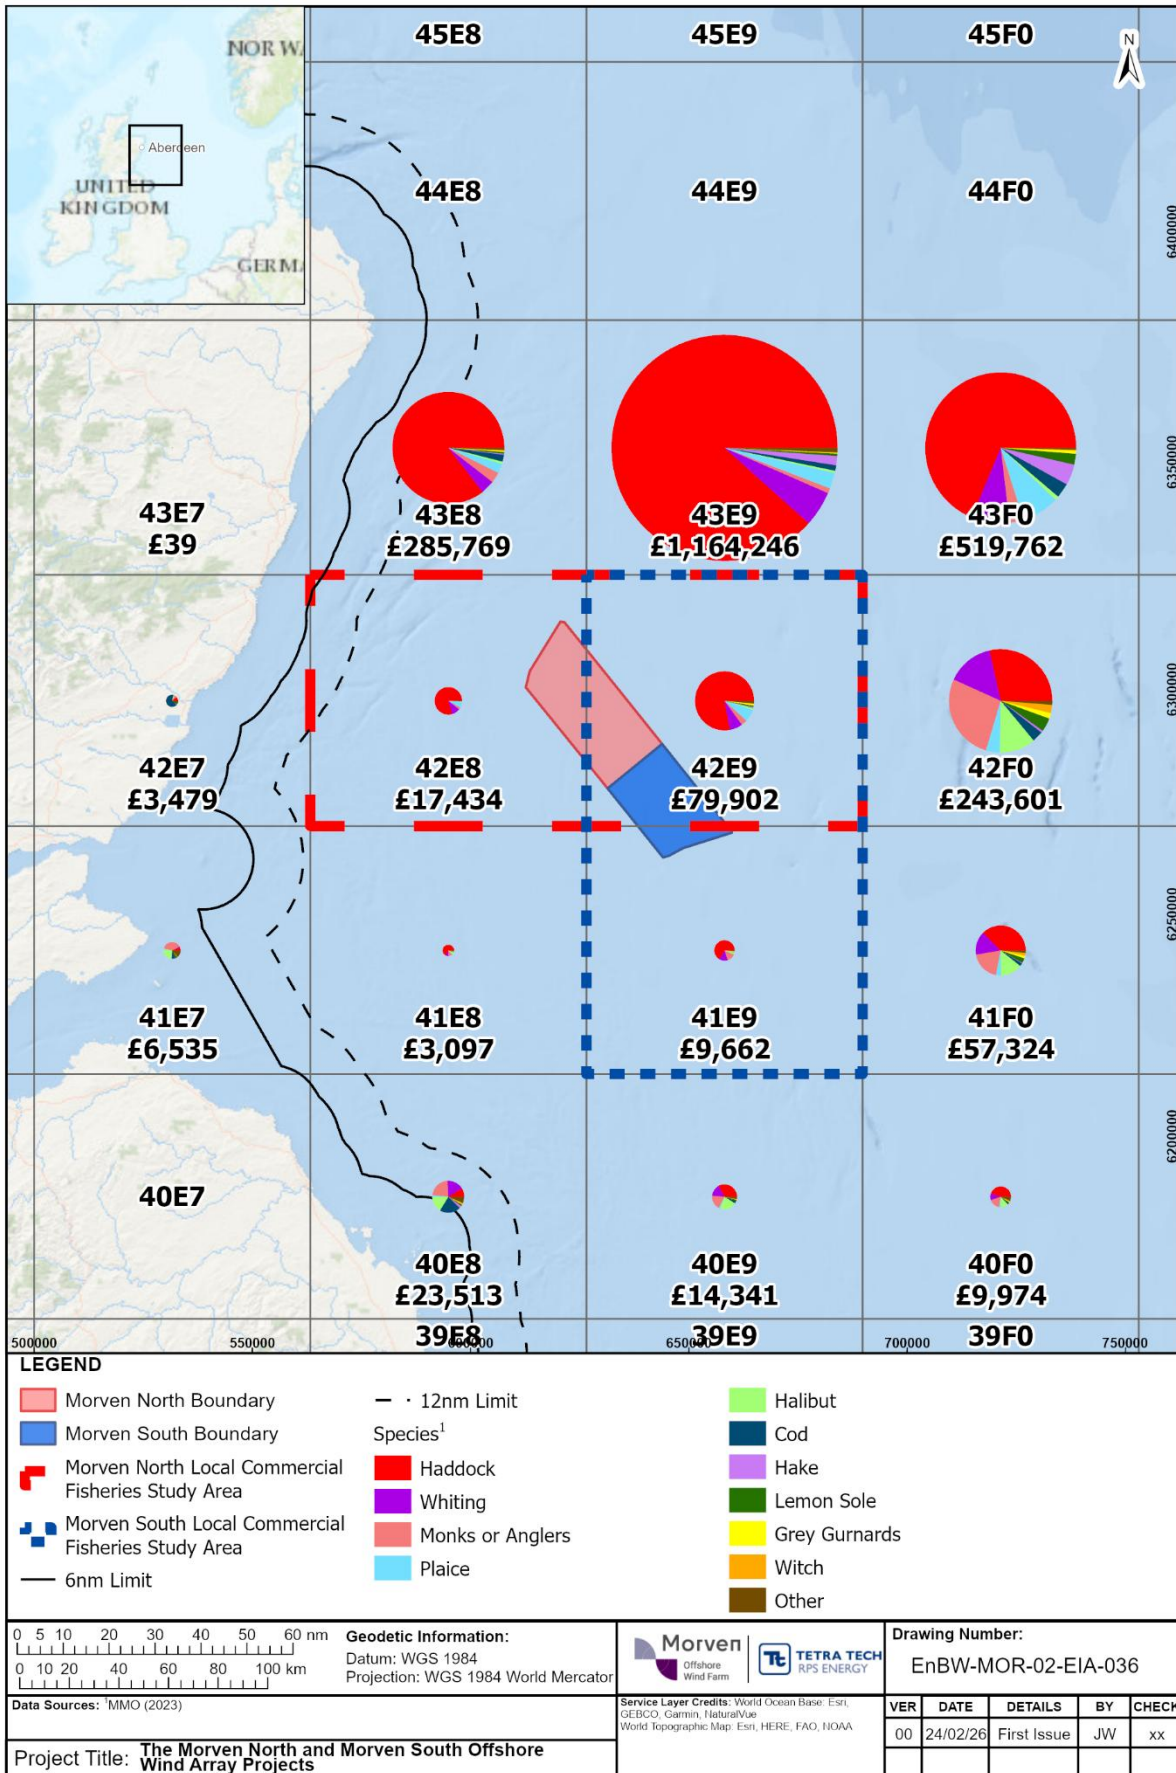 45E8
45E9
45F0
N
NORWA
Aberdeen
UNITED
KINGDOM
GERMA
44E8
44E9
44F0
6400000
6350000
43E7
£39
43E8
£285,769
43E9
£1,164,246
43F0
£519,762
6300000
42E7
£3,479
42E8
£17,434
42E9
£79,902
42F0
£243,601
6250000
41E7
£6,535
41E8
£3,097
41E9
£9,662
41F0
£57,324
6200000
40E7
40E8
£23,513
40E9
£14,341
40F0
£9,974
39E8
39E9
39F0
500000
550000
600000
650000
700000
750000
LEGEND
Morven North Boundary
Morven South Boundary
Morven North Local Commercial
Fisheries Study Area
Morven South Local Commercial
Fisheries Study Area
6nm Limit
12nm Limit
Species¹
Haddock
Whiting
Monks or Anglers
Plaice
Halibut
Cod
Hake
Lemon Sole
Grey Gurnards
Witch
Other
0 5 10 20 30 40 50 60 nm
0 10 20 40 60 80 100 km
Geodetic Information:
Datum: WGS 1984
Projection: WGS 1984 World Mercator
Morven
Offshore
Wind Farm
Tt
TETRA TECH
RPS ENERGY
Drawing Number:
EnBW-MOR-02-EIA-036
Data Sources: ¹MMO (2023)
Service Layer Credits: World Ocean Base: Esri,
GEBCO, Garmin, NaturalVue
World Topographic Map: Esri, HERE, FAO, NOAA
VER DATE DETAILS BY CHECK
00 24/02/26 First Issue JW xx
Project Title: The Morven North and Morven South Offshore
Wind Array Projects